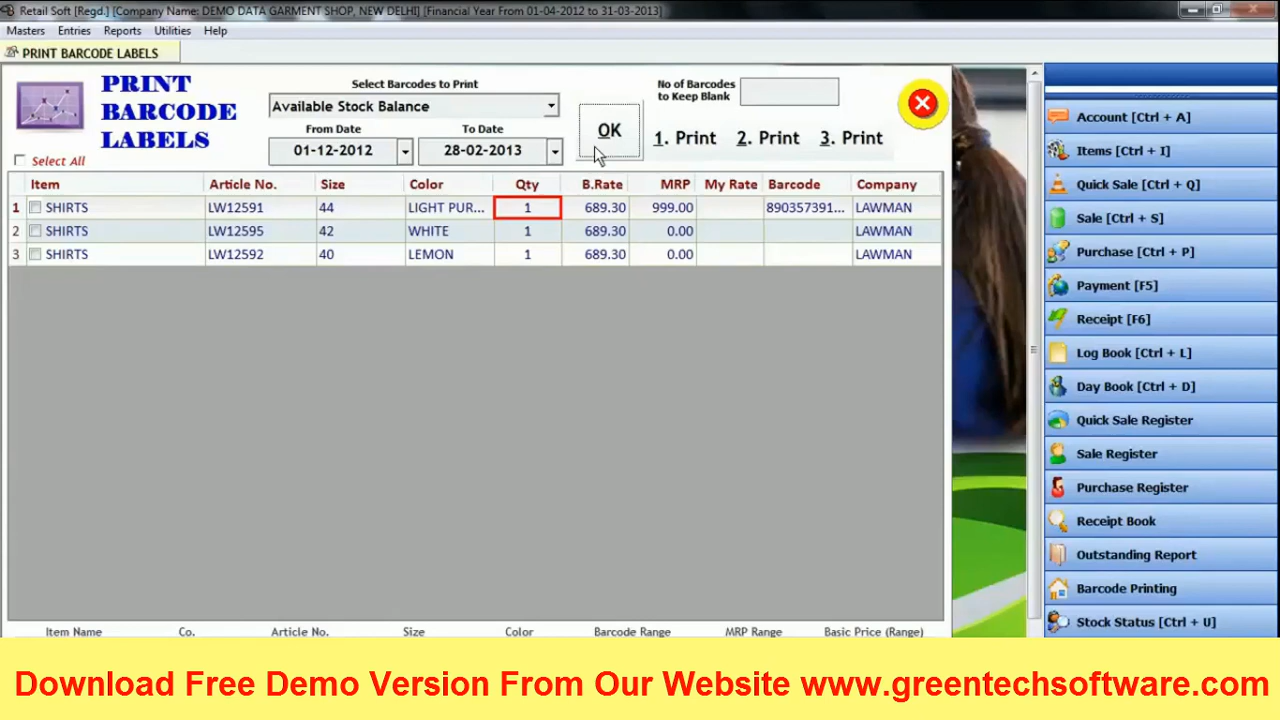 Retail Soft [Regd.] [Company Name: DEMO DATA GARMENT SHOP, NEW DELHI] [Financial Year From 01-04-2012 to 31-03-2013]
Masters Entries Reports Utilities Help
PRINT BARCODE LABELS
PRINT
BARCODE
LABELS
Select Barcodes to Print
Available Stock Balance
From Date To Date
01-12-2012 28-02-2013
OK
No of Barcodes
to Keep Blank
1. Print 2. Print 3. Print
Select All
Item Article No. Size Color Qty B.Rate MRP My Rate Barcode Company
1 SHIRTS LW12591 44 LIGHT PUR... 1 689.30 999.00 890357391... LAWMAN
2 SHIRTS LW12595 42 WHITE 1 689.30 0.00 LAWMAN
3 SHIRTS LW12592 40 LEMON 1 689.30 0.00 LAWMAN
Item Name Co. Article No. Size Color Barcode Range MRP Range Basic Price (Range)
Account [Ctrl + A]
Items [Ctrl + I]
Quick Sale [Ctrl + Q]
Sale [Ctrl + S]
Purchase [Ctrl + P]
Payment [F5]
Receipt [F6]
Log Book [Ctrl + L]
Day Book [Ctrl + D]
Quick Sale Register
Sale Register
Purchase Register
Receipt Book
Outstanding Report
Barcode Printing
Stock Status [Ctrl + U]
Download Free Demo Version From Our Website www.greentechsoftware.com